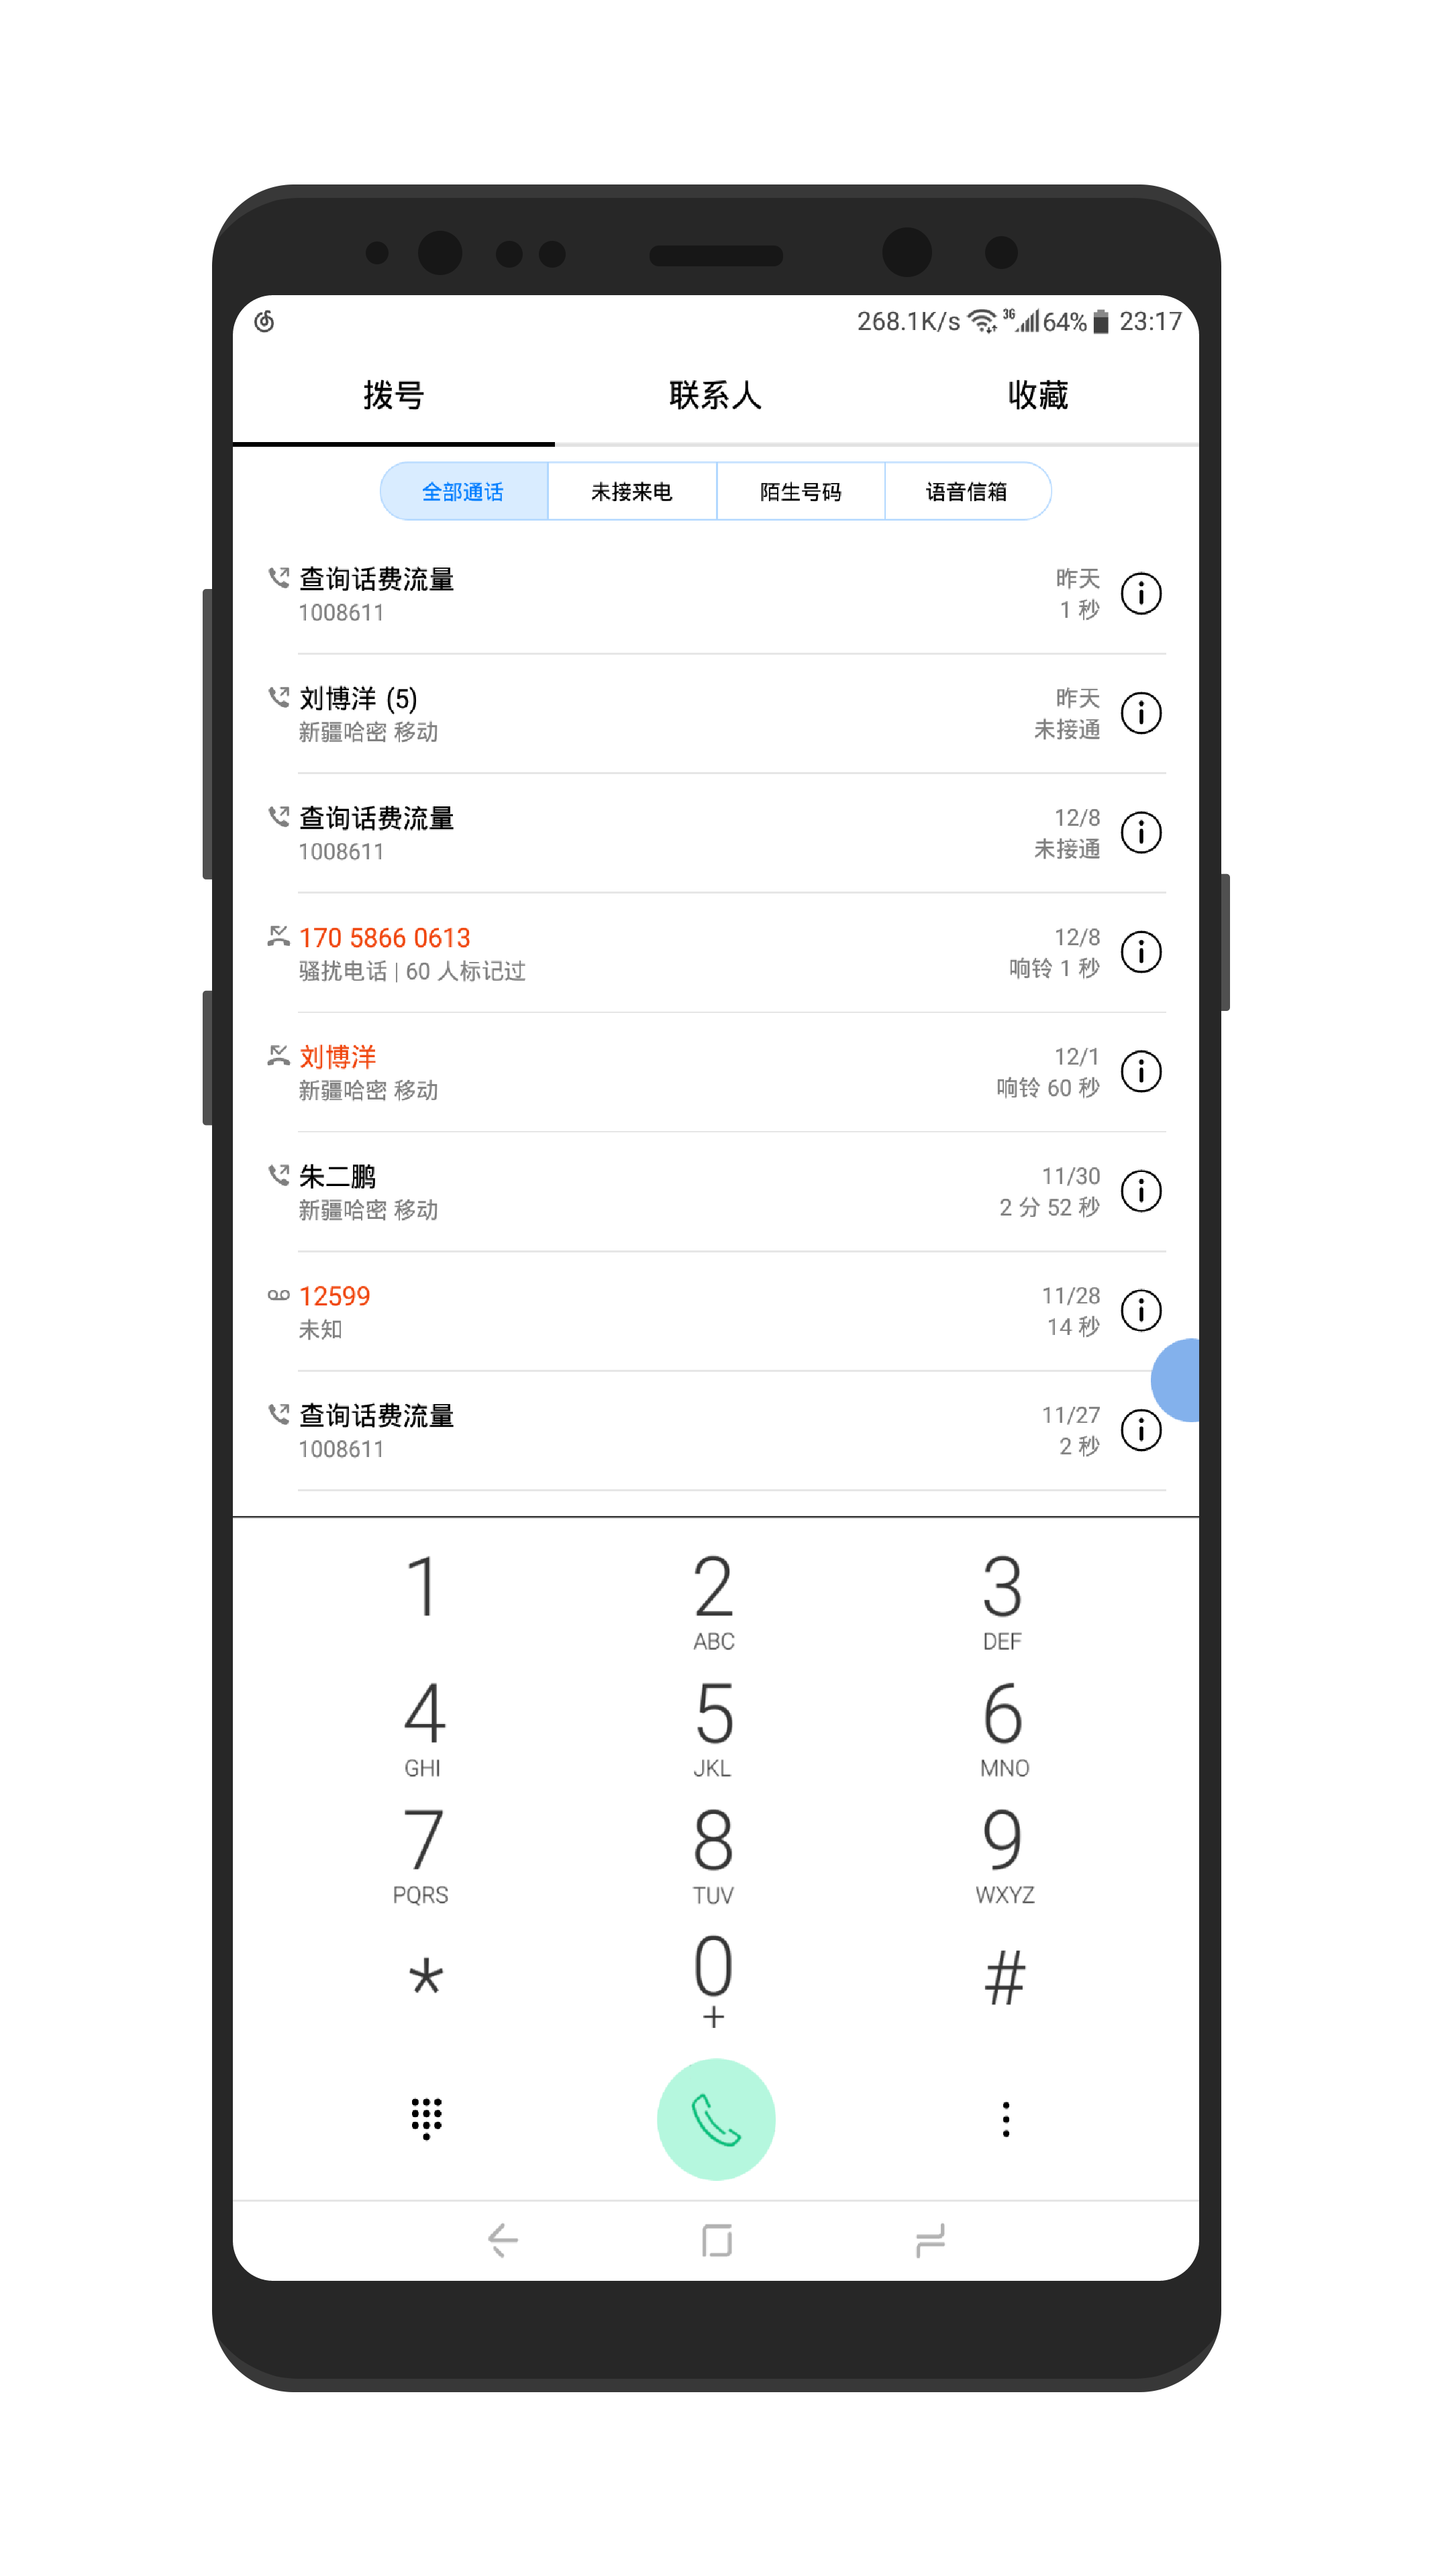 268.1K/s 3G 64% 23:17
拨号 联系人 收藏
全部通话 未接来电 陌生号码 语音信箱
查询话费流量 昨天
1008611 1 秒
刘博洋 (5) 昨天
新疆哈密 移动 未接通
查询话费流量 12/8
1008611 未接通
170 5866 0613 12/8
骚扰电话 | 60 人标记过 响铃 1 秒
刘博洋 12/1
新疆哈密 移动 响铃 60 秒
朱二鹏 11/30
新疆哈密 移动 2 分 52 秒
12599 11/28
未知 14 秒
查询话费流量 11/27
1008611 2 秒
1 2 3
ABC DEF
4 5 6
GHI JKL MNO
7 8 9
PQRS TUV WXYZ
* 0 #
+